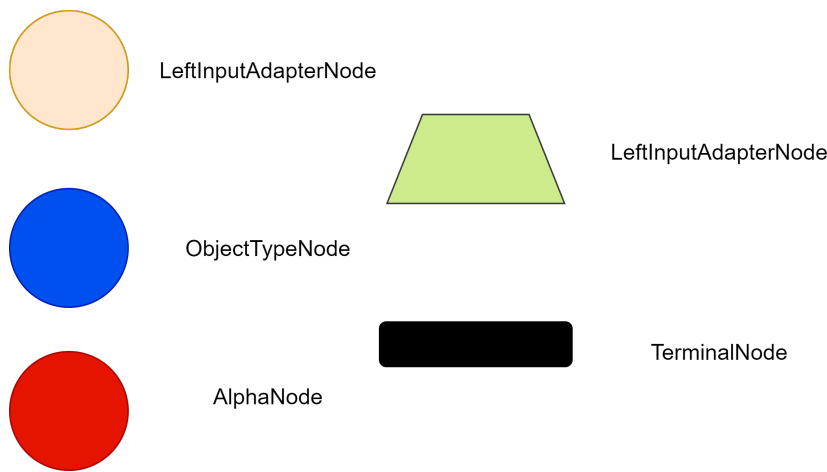 LeftInputAdapterNode
LeftInputAdapterNode
ObjectTypeNode
TerminalNode
AlphaNode